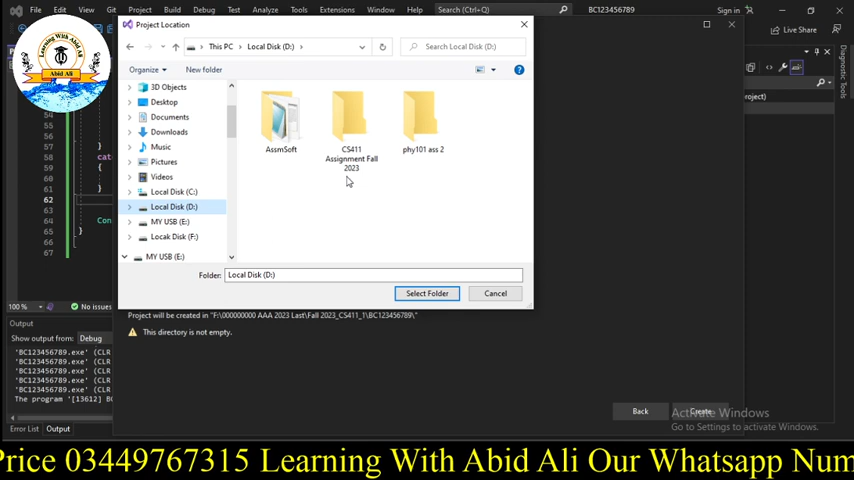 File Edit View Git Project Build Debug Test Analyze Tools Extensions Window Help Search (Ctrl+Q) BC123456789 Sign in
Live Share
Learning With Abid Ali
Abid Ali
Project Location
This PC > Local Disk (D:) >
Search Local Disk (D:)
Organize
New folder
3D Objects
Desktop
Documents
Downloads
Music
Pictures
Videos
Local Disk (C:)
Local Disk (D:)
MY USB (E:)
Locak Disk (F:)
MY USB (E:)
AssmSoft
CS411
Assignment Fall
2023
phy101 ass 2
Folder: Local Disk (D:)
Select Folder
Cancel
Diagnostic Tools
roject)
54
55
56
57 }
58 cat
59 {
60
61 }
62
63
64 Con
65 }
66
67
100 %
No issues
Project will be created in "F:\000000000 AAA 2023 Last\Fall 2023_CS411_1\BC123456789\"
This directory is not empty.
Output
Show output from: Debug
'BC123456789.exe' (CLR
'BC123456789.exe' (CLR
'BC123456789.exe' (CLR
'BC123456789.exe' (CLR
'BC123456789.exe' (CLR
The program '[13612] BC
Error List Output
Back
Create
Activate Windows
Go to Settings to activate Windows.
Price 03449767315 Learning With Abid Ali Our Whatsapp Num